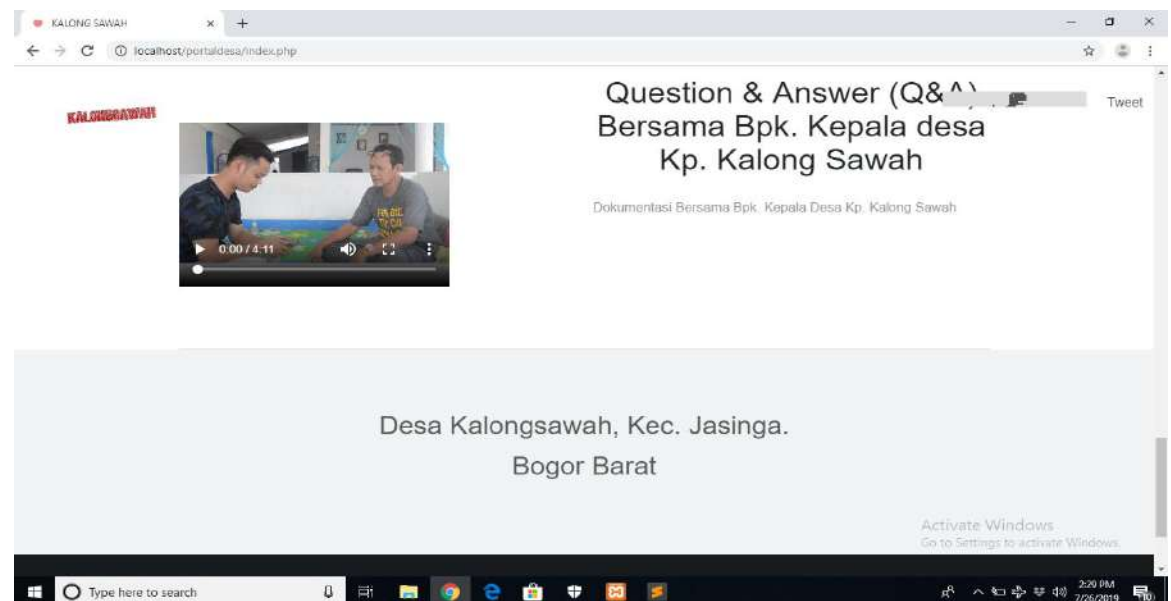 KALONG SAWAH
localhost/portaldesa/index.php
KALONGSAWAH
Question & Answer (Q&A)
Tweet
Bersama Bpk. Kepala desa
Kp. Kalong Sawah
Dokumentasi Bersama Bpk. Kepala Desa Kp. Kalong Sawah
0:00 / 4:11
Desa Kalongsawah, Kec. Jasinga.
Bogor Barat
Activate Windows
Go to Settings to activate Windows.
Type here to search
2:20 PM
7/26/2019